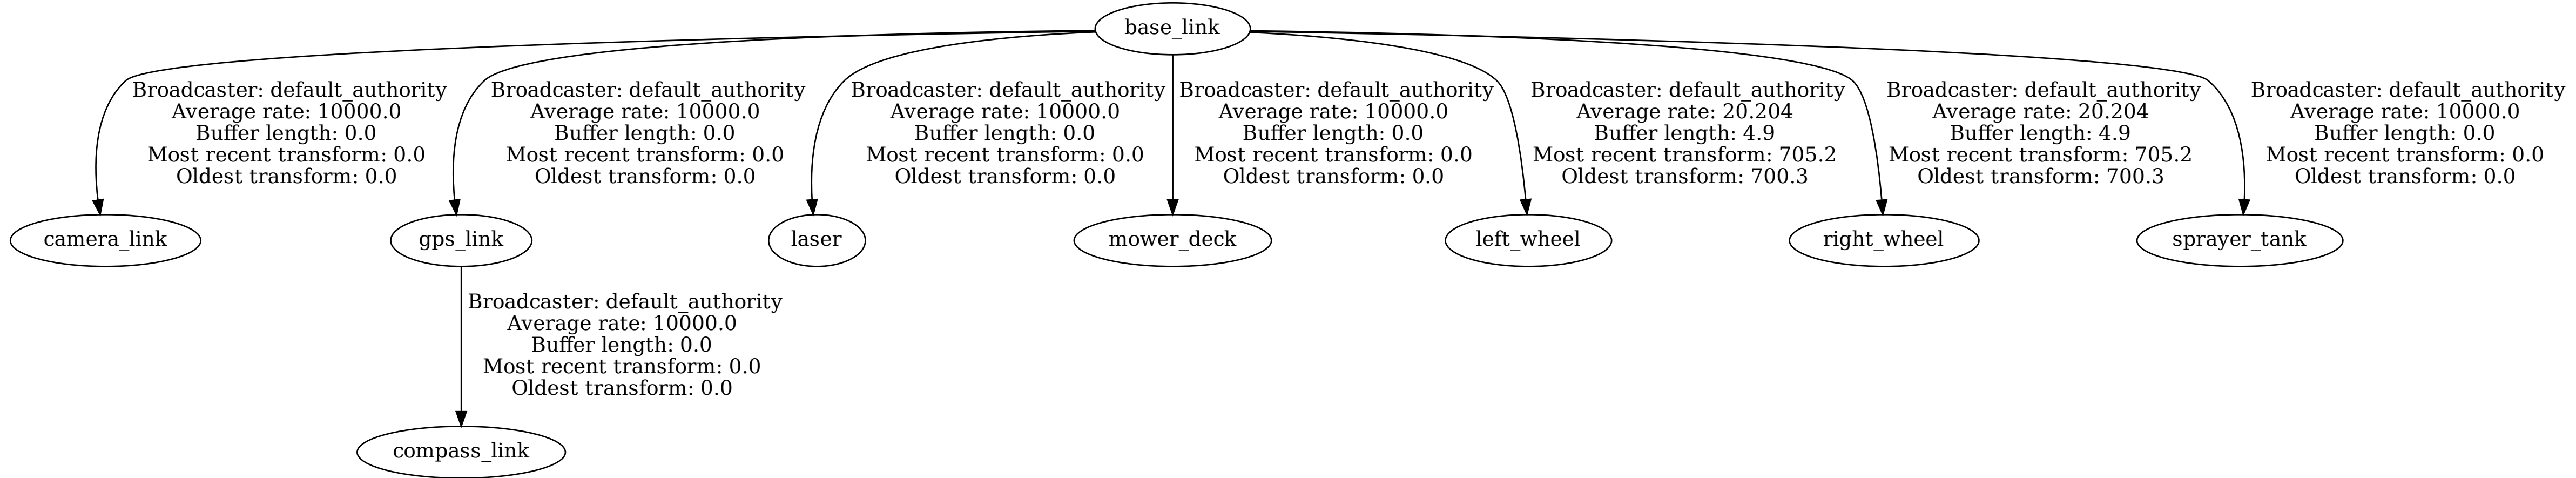 base_link
Broadcaster: default_authority
Average rate: 10000.0
Buffer length: 0.0
Most recent transform: 0.0
Oldest transform: 0.0
Broadcaster: default_authority
Average rate: 10000.0
Buffer length: 0.0
Most recent transform: 0.0
Oldest transform: 0.0
Broadcaster: default_authority
Average rate: 10000.0
Buffer length: 0.0
Most recent transform: 0.0
Oldest transform: 0.0
Broadcaster: default_authority
Average rate: 10000.0
Buffer length: 0.0
Most recent transform: 0.0
Oldest transform: 0.0
Broadcaster: default_authority
Average rate: 20.204
Buffer length: 4.9
Most recent transform: 705.2
Oldest transform: 700.3
Broadcaster: default_authority
Average rate: 20.204
Buffer length: 4.9
Most recent transform: 705.2
Oldest transform: 700.3
Broadcaster: default_authority
Average rate: 10000.0
Buffer length: 0.0
Most recent transform: 0.0
Oldest transform: 0.0
camera_link
gps_link
laser
mower_deck
left_wheel
right_wheel
sprayer_tank
Broadcaster: default_authority
Average rate: 10000.0
Buffer length: 0.0
Most recent transform: 0.0
Oldest transform: 0.0
compass_link